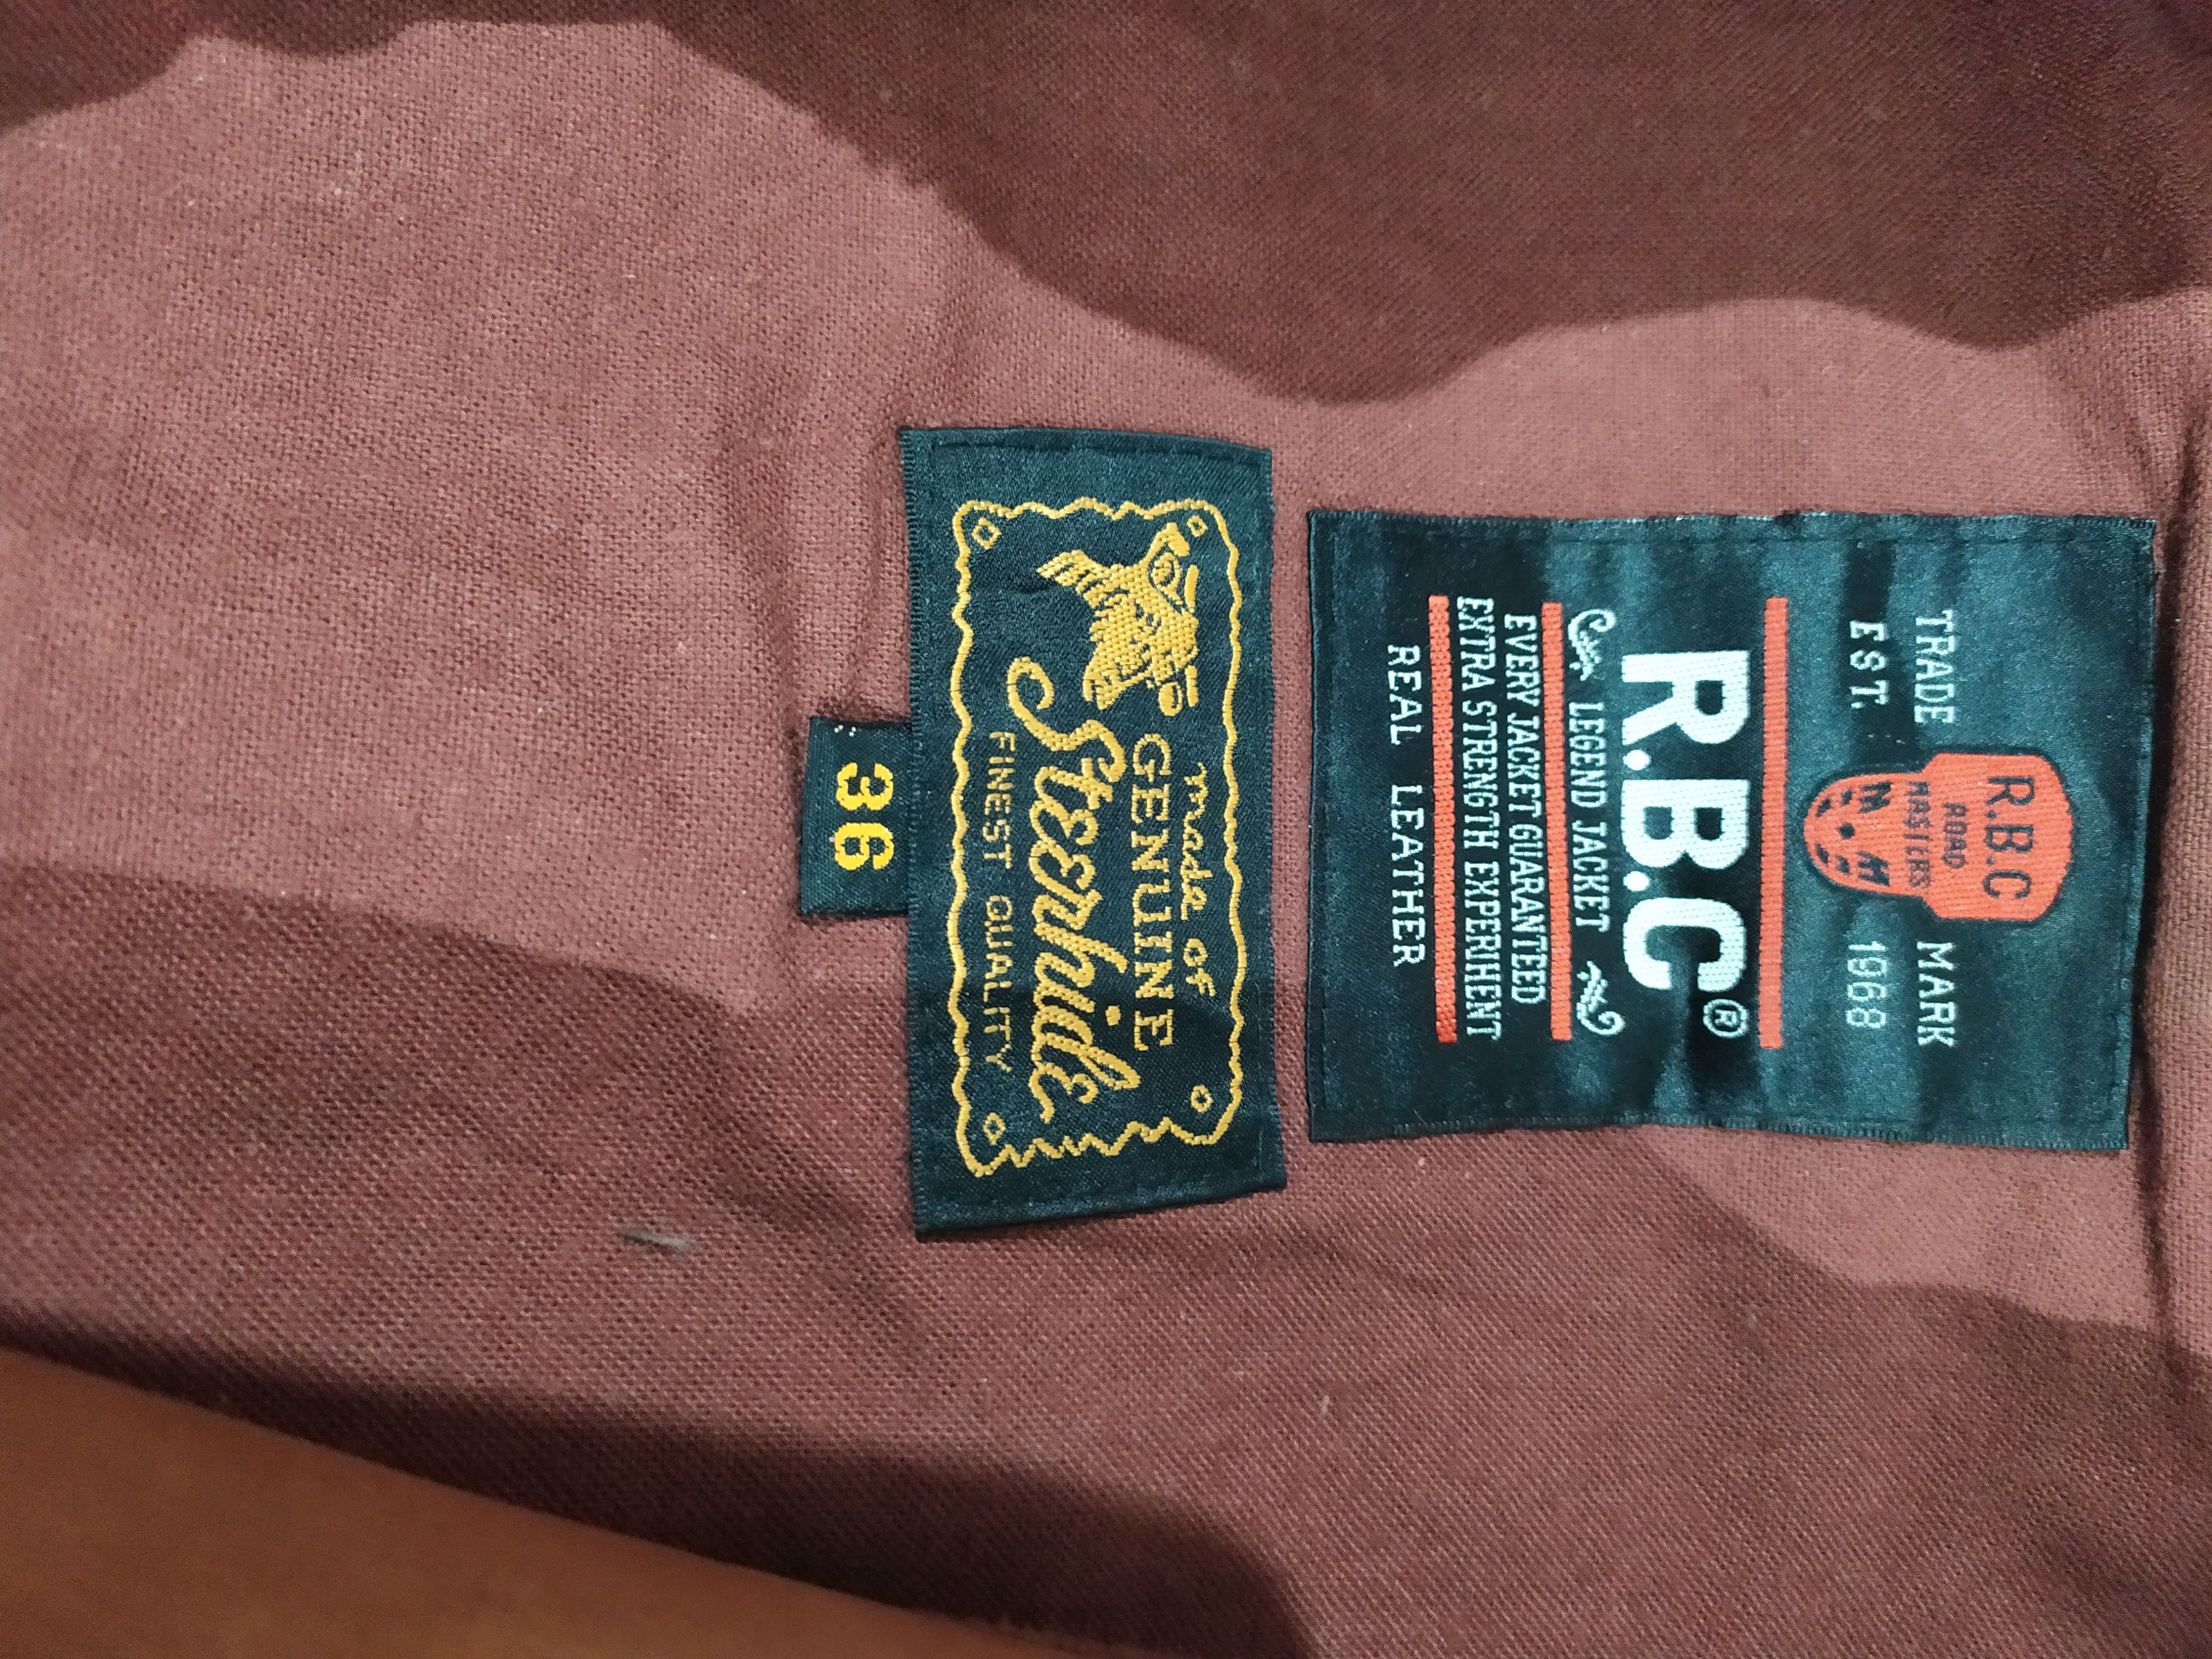 R.B.C
ROAD
MASTERS
TRADE MARK
EST. 1968
R.B.C®
LEGEND JACKET
EVERY JACKET GUARANTEED
EXTRA STRENGTH EXPERIMENT
REAL LEATHER
made of
GENUINE
Steerhide
FINEST QUALITY
36